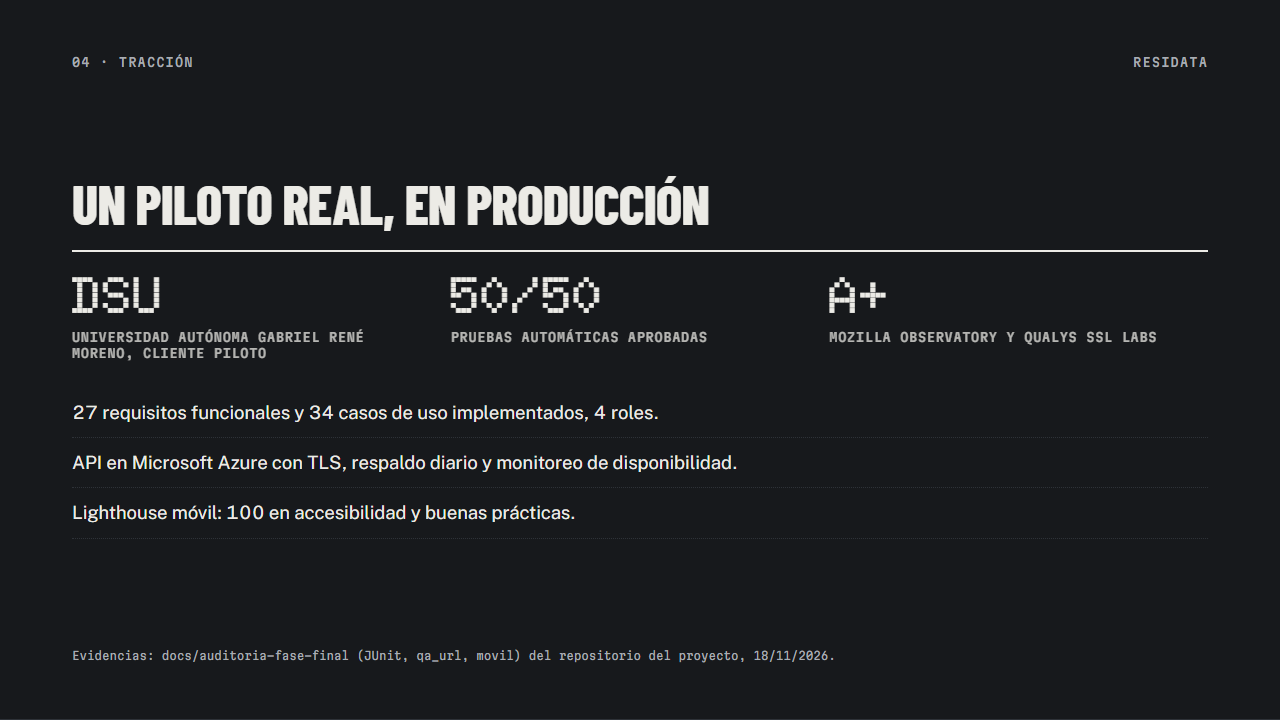 04 · TRACCIÓN
RESIDATA
UN PILOTO REAL, EN PRODUCCIÓN
DSU
50/50
A+
UNIVERSIDAD AUTÓNOMA GABRIEL RENÉ
MORENO, CLIENTE PILOTO
PRUEBAS AUTOMÁTICAS APROBADAS
MOZILLA OBSERVATORY Y QUALYS SSL LABS
27 requisitos funcionales y 34 casos de uso implementados, 4 roles.
API en Microsoft Azure con TLS, respaldo diario y monitoreo de disponibilidad.
Lighthouse móvil: 100 en accesibilidad y buenas prácticas.
Evidencias: docs/auditoria-fase-final (JUnit, qa_url, movil) del repositorio del proyecto, 18/11/2026.